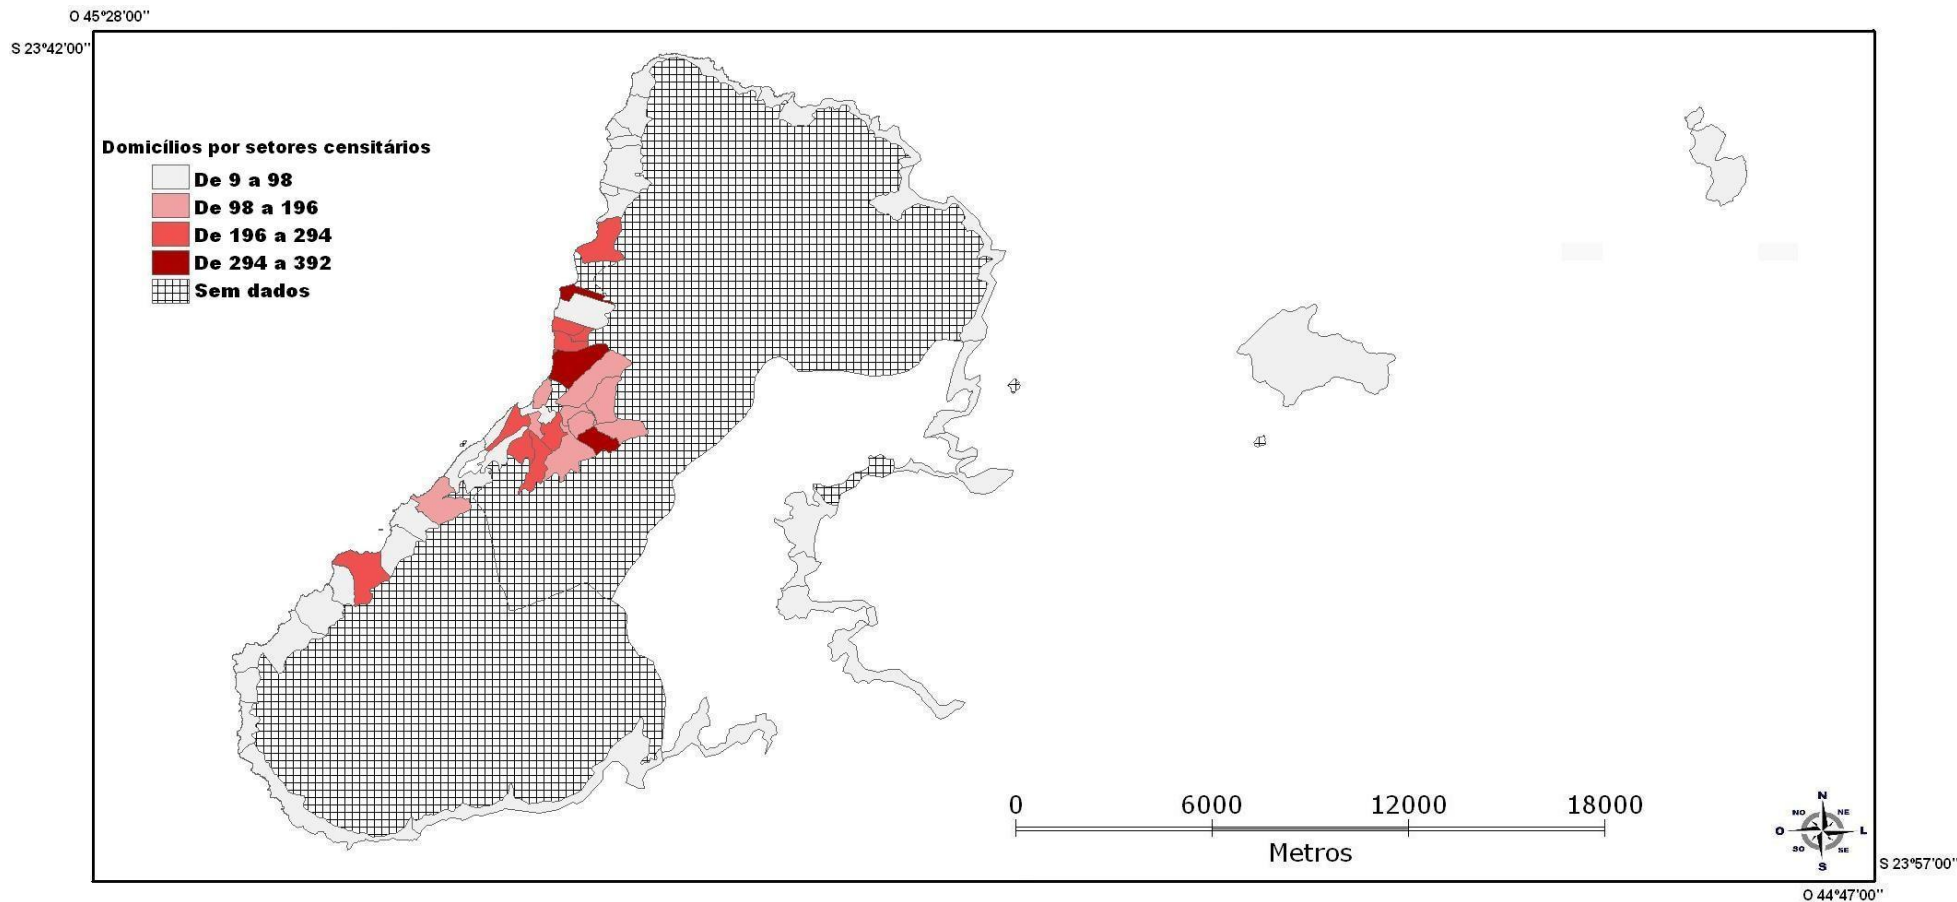 O 45°28'00''
S 23°42'00''
Domicílios por setores censitários
De 9 a 98
De 98 a 196
De 196 a 294
De 294 a 392
Sem dados
0 6000 12000 18000
Metros
N
NO NE
O L
SO SE
S
S 23°57'00''
O 44°47'00''